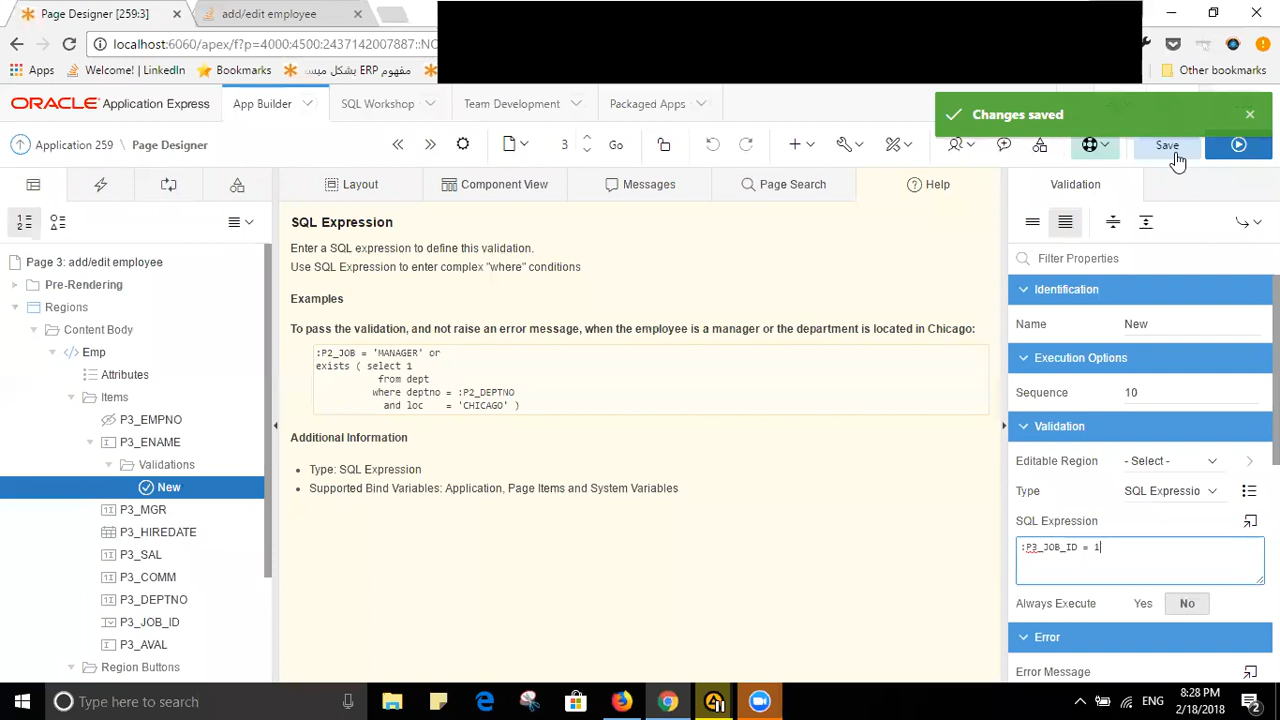 Page Designer [259:3]
add/edit employee
localhost:6060/apex/f?p=4000:4500:2437142007887::NO
Apps
Welcome! | LinkedIn
Bookmarks
مفهوم ERP بشكل مبسـ
Other bookmarks
ORACLE Application Express
App Builder
SQL Workshop
Team Development
Packaged Apps
Changes saved
Application 259
Page Designer
3
Go
Save
Layout
Component View
Messages
Page Search
Help
Validation
Page 3: add/edit employee
Pre-Rendering
Regions
Content Body
Emp
Attributes
Items
P3_EMPNO
P3_ENAME
Validations
New
P3_MGR
P3_HIREDATE
P3_SAL
P3_COMM
P3_DEPTNO
P3_JOB_ID
P3_AVAL
Region Buttons
SQL Expression
Enter a SQL expression to define this validation.
Use SQL Expression to enter complex "where" conditions
Examples
To pass the validation, and not raise an error message, when the employee is a manager or the department is located in Chicago:
:P2_JOB = 'MANAGER' or
exists ( select 1
from dept
where deptno = :P2_DEPTNO
and loc = 'CHICAGO' )
Additional Information
Type: SQL Expression
Supported Bind Variables: Application, Page Items and System Variables
Filter Properties
Identification
Name
New
Execution Options
Sequence
10
Validation
Editable Region
- Select -
Type
SQL Expressio
SQL Expression
:P3_JOB_ID = 1
Always Execute
Yes
No
Error
Error Message
Type here to search
ENG
8:28 PM
2/18/2018
2